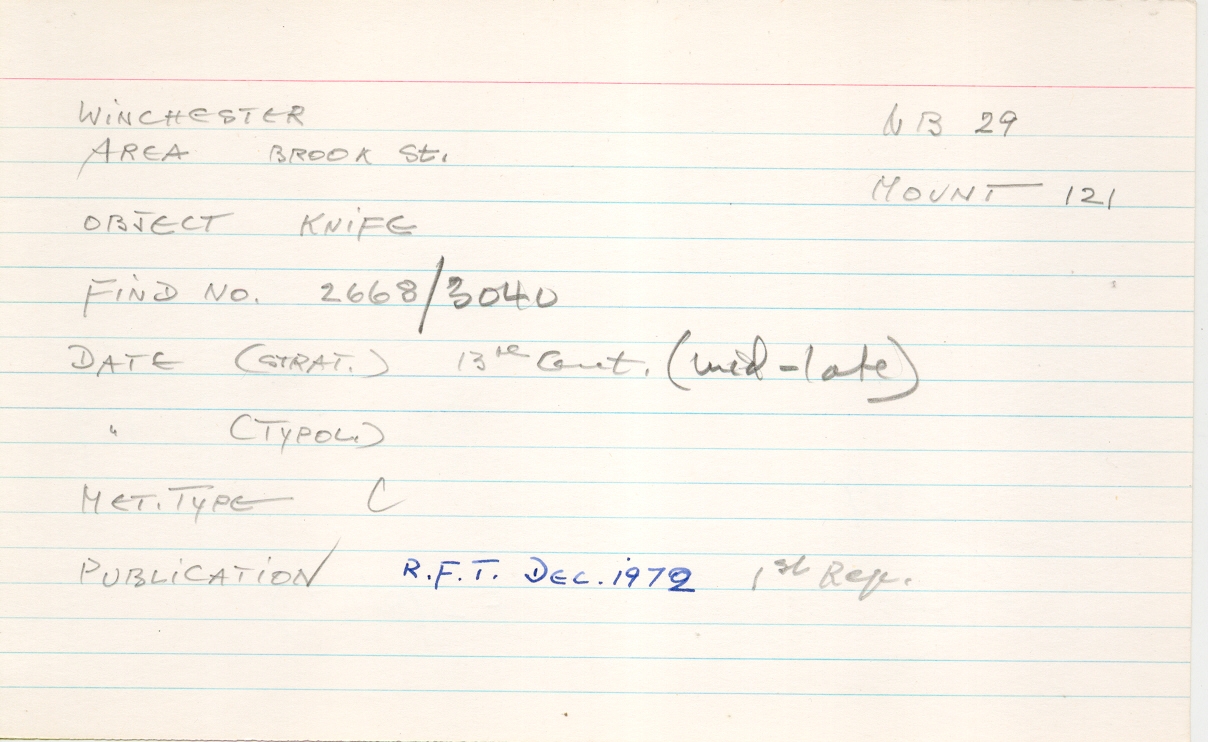 WINCHESTER
NB 29
AREA BROOK St.
MOUNT 121
OBJECT KNIFE
FIND NO. 2668/3040
DATE (STRAT.) 13th Cent. (mid-late)
" (TYPOL.)
MET. TYPE C
PUBLICATION R.F.T. DEC. 1972 1st Rep.